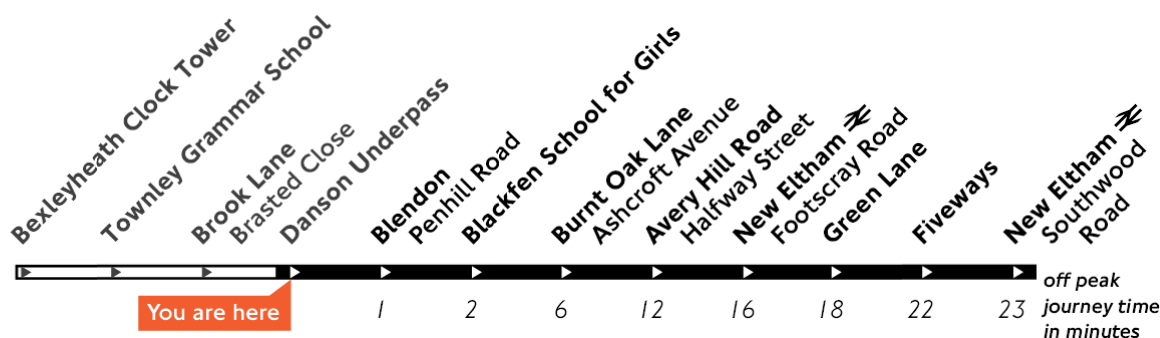 Bexleyheath Clock Tower
Townley Grammar School
Brook Lane
Brasted Close
Danson Underpass
Blendon
Penhill Road
Blackfen School for Girls
Burnt Oak Lane
Ashcroft Avenue
Avery Hill Road
Halfway Street
New Eltham
Footscray Road
Green Lane
Fiveways
New Eltham
Southwood
Road
You are here
1 2 6 12 16 18 22 23
off peak
journey time
in minutes